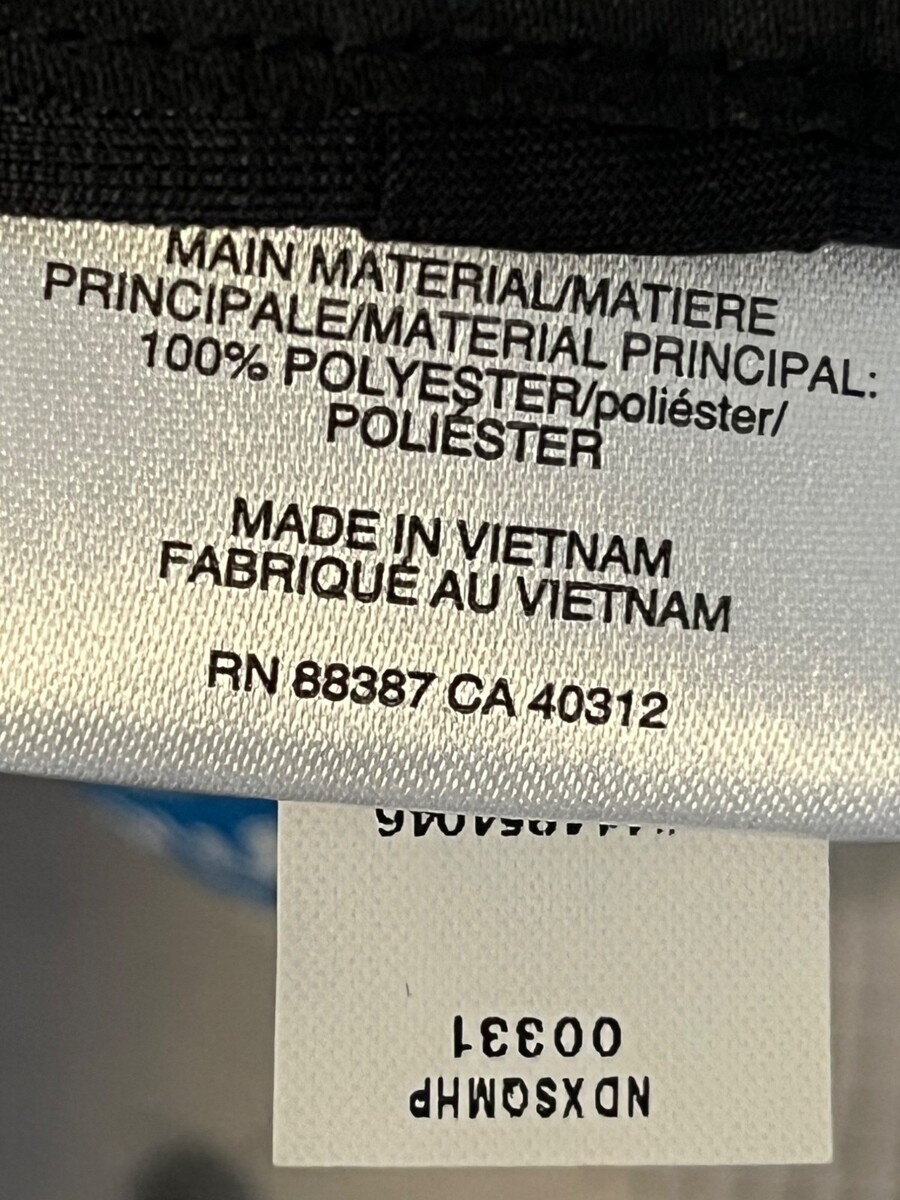 MAIN MATERIAL/MATIERE
PRINCIPALE/MATERIAL PRINCIPAL:
100% POLYESTER/poliéster/
POLIÉSTER
MADE IN VIETNAM
FABRIQUÉ AU VIETNAM
RN 88387 CA 40312
NDXSQMHP
00331